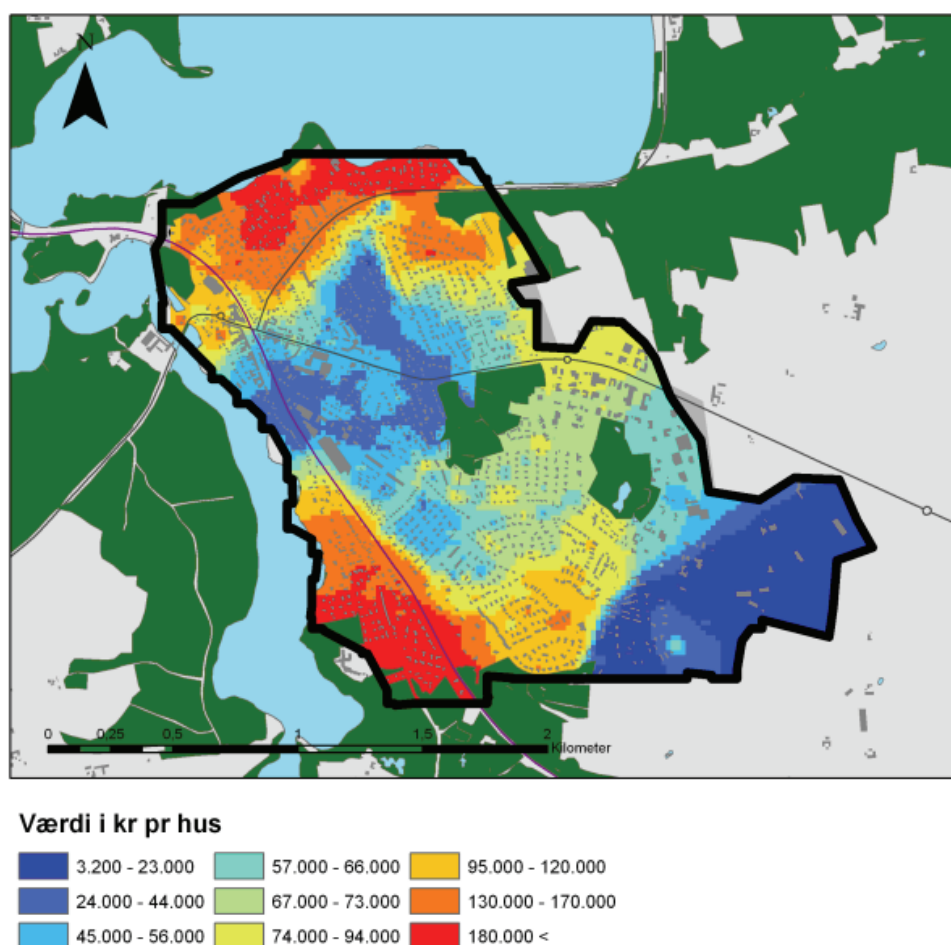 N
0 0,25 0,5 1 1,5 2
Kilometer
Værdi i kr pr hus
3.200 - 23.000 57.000 - 66.000 95.000 - 120.000
24.000 - 44.000 67.000 - 73.000 130.000 - 170.000
45.000 - 56.000 74.000 - 94.000 180.000 <